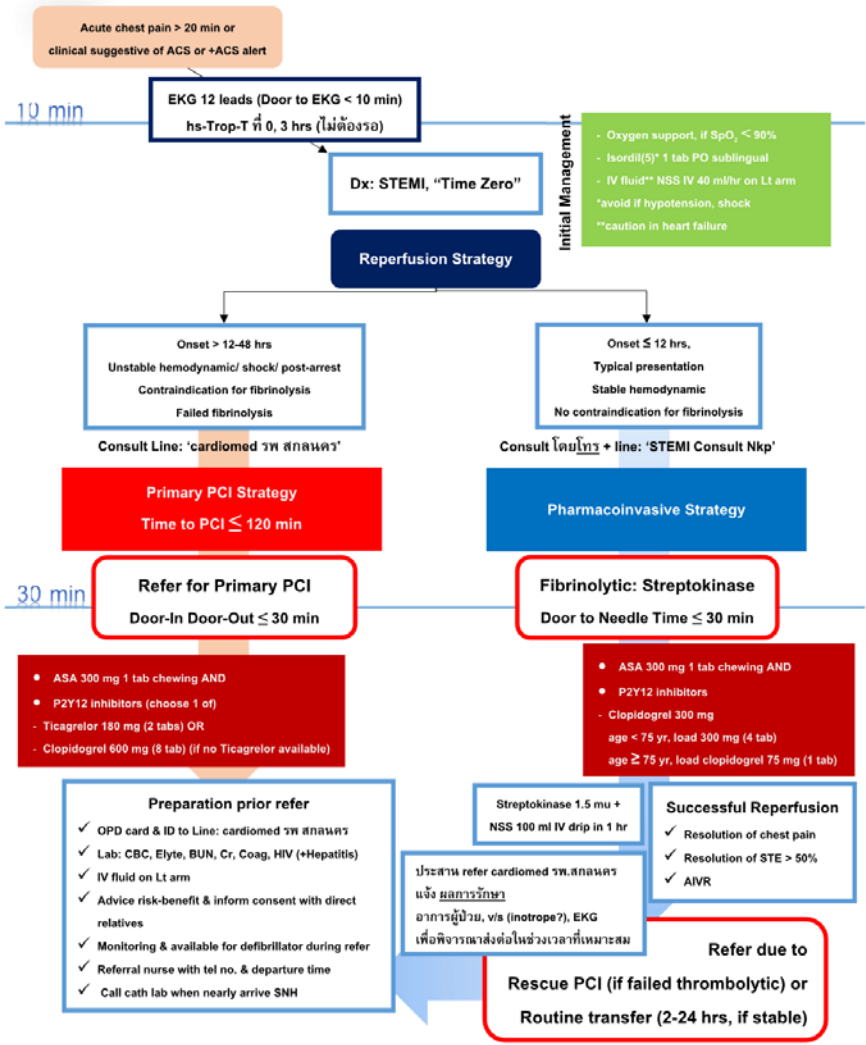 Acute chest pain > 20 min or
clinical suggestive of ACS or +ACS alert
10 min
EKG 12 leads (Door to EKG < 10 min)
hs-Trop-T ที่ 0, 3 hrs (ไม่ต้องรอ)
Dx: STEMI, “Time Zero”
Initial Management
- Oxygen support, if SpO₂ < 90%
- Isordil(5)* 1 tab PO sublingual
- IV fluid** NSS IV 40 ml/hr on Lt arm
*avoid if hypotension, shock
**caution in heart failure
Reperfusion Strategy
Onset > 12-48 hrs
Unstable hemodynamic/ shock/ post-arrest
Contraindication for fibrinolysis
Failed fibrinolysis
Consult Line: ‘cardiomed รพ สกลนคร’
Primary PCI Strategy
Time to PCI ≤ 120 min
Onset ≤ 12 hrs,
Typical presentation
Stable hemodynamic
No contraindication for fibrinolysis
Consult โดยโทร + line: ‘STEMI Consult Nkp’
Pharmacoinvasive Strategy
30 min
Refer for Primary PCI
Door-In Door-Out ≤ 30 min
Fibrinolytic: Streptokinase
Door to Needle Time ≤ 30 min
• ASA 300 mg 1 tab chewing AND
• P2Y12 inhibitors (choose 1 of)
- Ticagrelor 180 mg (2 tabs) OR
- Clopidogrel 600 mg (8 tab) (if no Ticagrelor available)
• ASA 300 mg 1 tab chewing AND
• P2Y12 inhibitors
- Clopidogrel 300 mg
age < 75 yr, load 300 mg (4 tab)
age ≥ 75 yr, load clopidogrel 75 mg (1 tab)
Preparation prior refer
✓ OPD card & ID to Line: cardiomed รพ สกลนคร
✓ Lab: CBC, Elyte, BUN, Cr, Coag, HIV (+Hepatitis)
✓ IV fluid on Lt arm
✓ Advice risk-benefit & inform consent with direct
relatives
✓ Monitoring & available for defibrillator during refer
✓ Referral nurse with tel no. & departure time
✓ Call cath lab when nearly arrive SNH
Streptokinase 1.5 mu +
NSS 100 ml IV drip in 1 hr
Successful Reperfusion
✓ Resolution of chest pain
✓ Resolution of STE > 50%
✓ AIVR
ประสาน refer cardiomed รพ.สกลนคร
แจ้ง ผลการรักษา
อาการผู้ป่วย, v/s (inotrope?), EKG
เพื่อพิจารณาส่งต่อในช่วงเวลาที่เหมาะสม
Refer due to
Rescue PCI (if failed thrombolytic) or
Routine transfer (2-24 hrs, if stable)